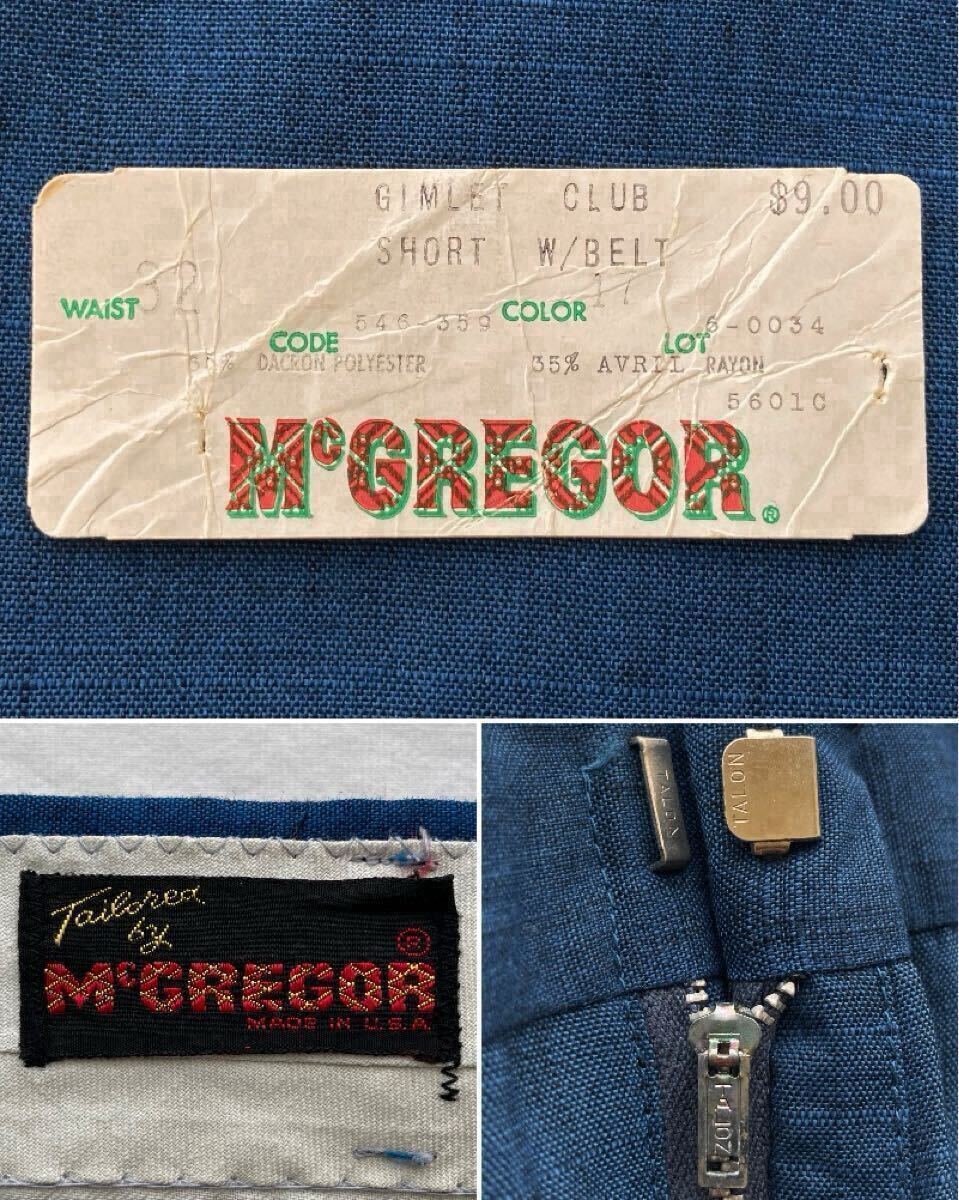 GIMLET CLUB $9.00
SHORT W/BELT
WAIST 32 COLOR 17
CODE 546-359 LOT 6-0034
65% DACRON POLYESTER 35% AVRIL RAYON
5601C
McGREGOR®
Tailored
by
McGREGOR®
MADE IN U.S.A.
TALON
TALON
TALON